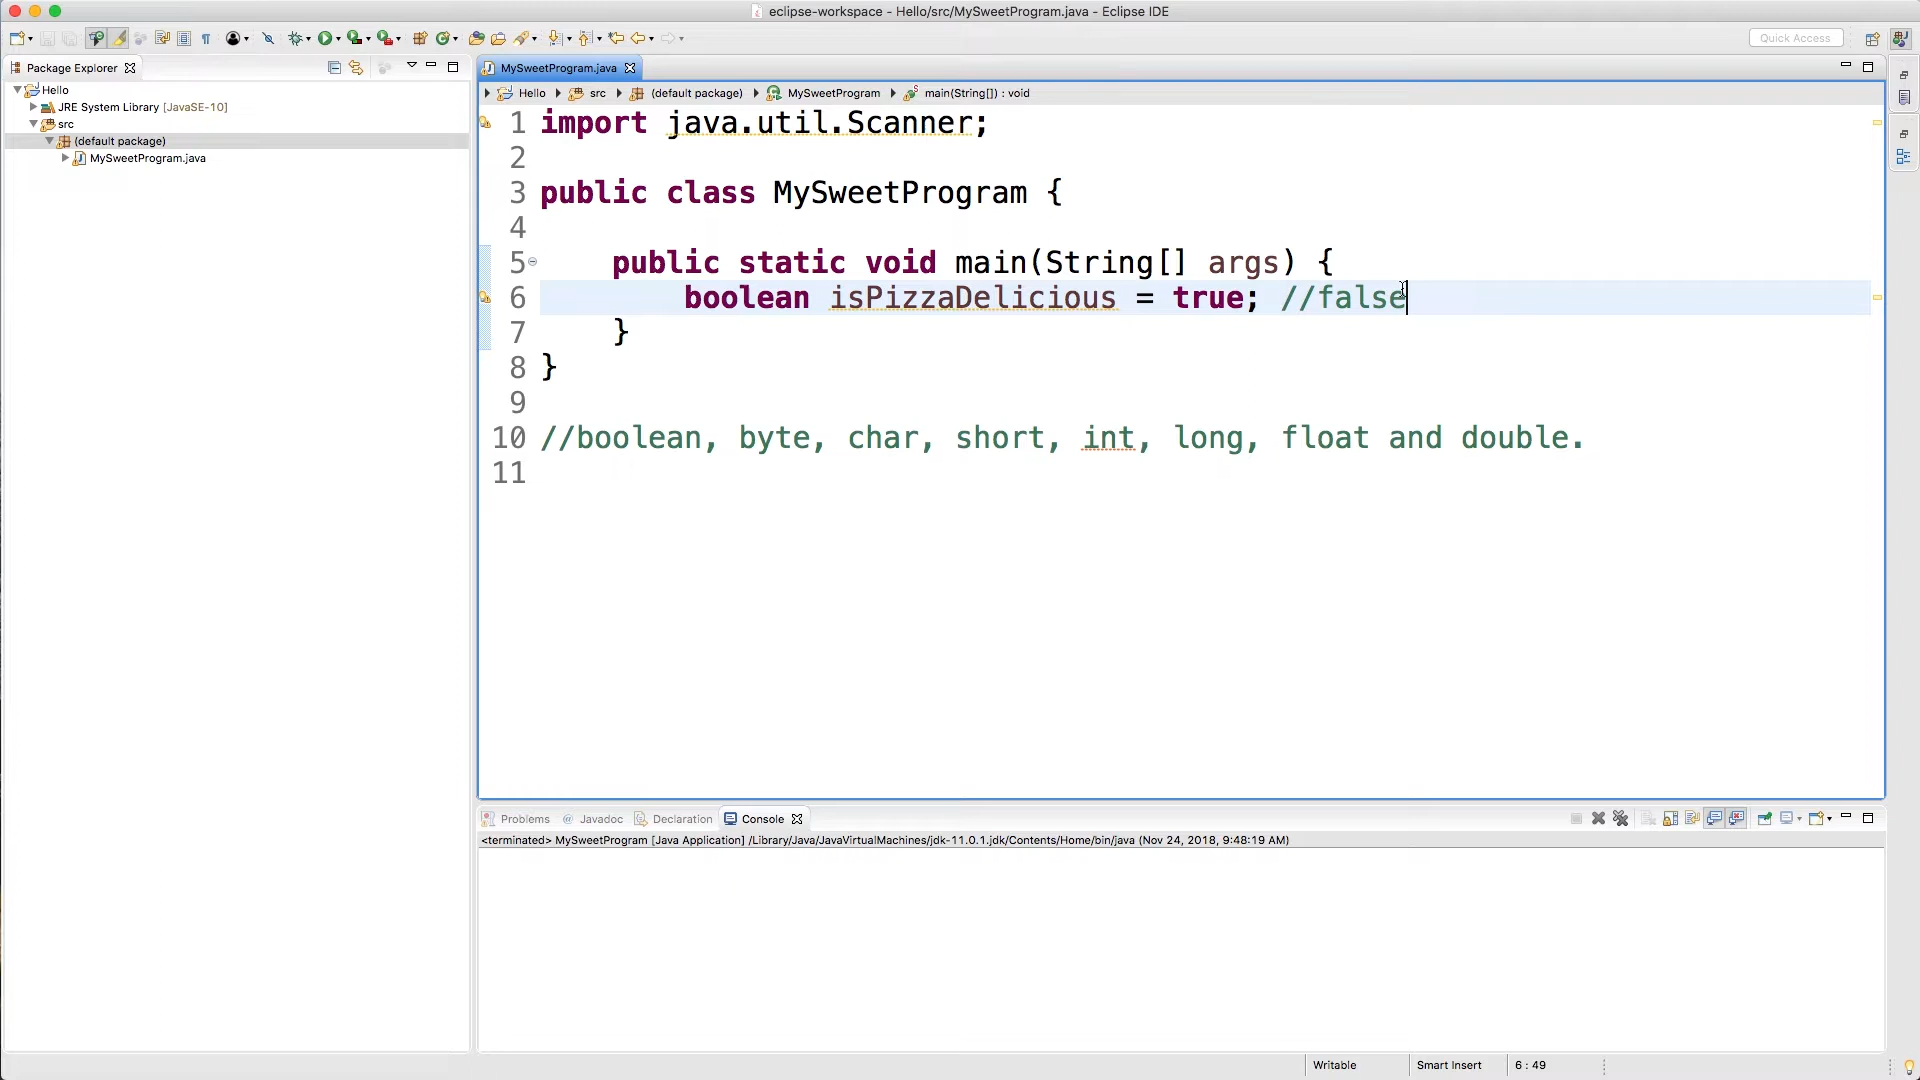 eclipse-workspace - Hello/src/MySweetProgram.java - Eclipse IDE
Quick Access
Package Explorer
MySweetProgram.java
Hello
JRE System Library [JavaSE-10]
src
(default package)
MySweetProgram.java
Hello src (default package) MySweetProgram main(String[]) : void
1 import java.util.Scanner;
2
3 public class MySweetProgram {
4
5 public static void main(String[] args) {
6 boolean isPizzaDelicious = true; //false
7 }
8 }
9
10 //boolean, byte, char, short, int, long, float and double.
11
Problems Javadoc Declaration Console
<terminated> MySweetProgram [Java Application] /Library/Java/JavaVirtualMachines/jdk-11.0.1.jdk/Contents/Home/bin/java (Nov 24, 2018, 9:48:19 AM)
Writable Smart Insert 6 : 49